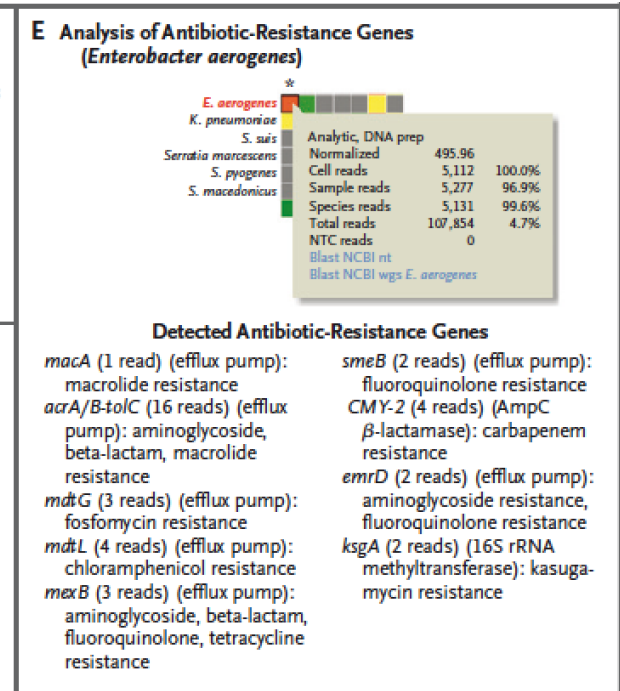 E Analysis of Antibiotic-Resistance Genes
(Enterobacter aerogenes)
*
E. aerogenes
K. pneumoniae
S. suis
Serratia marcescens
S. pyogenes
S. macedonicus
Analytic, DNA prep
Normalized 495.96
Cell reads 5,112 100.0%
Sample reads 5,277 96.9%
Species reads 5,131 99.6%
Total reads 107,854 4.7%
NTC reads 0
Blast NCBI nt
Blast NCBI wgs E. aerogenes
Detected Antibiotic-Resistance Genes
macA (1 read) (efflux pump):
macrolide resistance
acrA/B-tolC (16 reads) (efflux
pump): aminoglycoside,
beta-lactam, macrolide
resistance
mdtG (3 reads) (efflux pump):
fosfomycin resistance
mdtL (4 reads) (efflux pump):
chloramphenicol resistance
mexB (3 reads) (efflux pump):
aminoglycoside, beta-lactam,
fluoroquinolone, tetracycline
resistance
smeB (2 reads) (efflux pump):
fluoroquinolone resistance
CMY-2 (4 reads) (AmpC
β-lactamase): carbapenem
resistance
emrD (2 reads) (efflux pump):
aminoglycoside resistance,
fluoroquinolone resistance
ksgA (2 reads) (16S rRNA
methyltransferase): kasuga-
mycin resistance